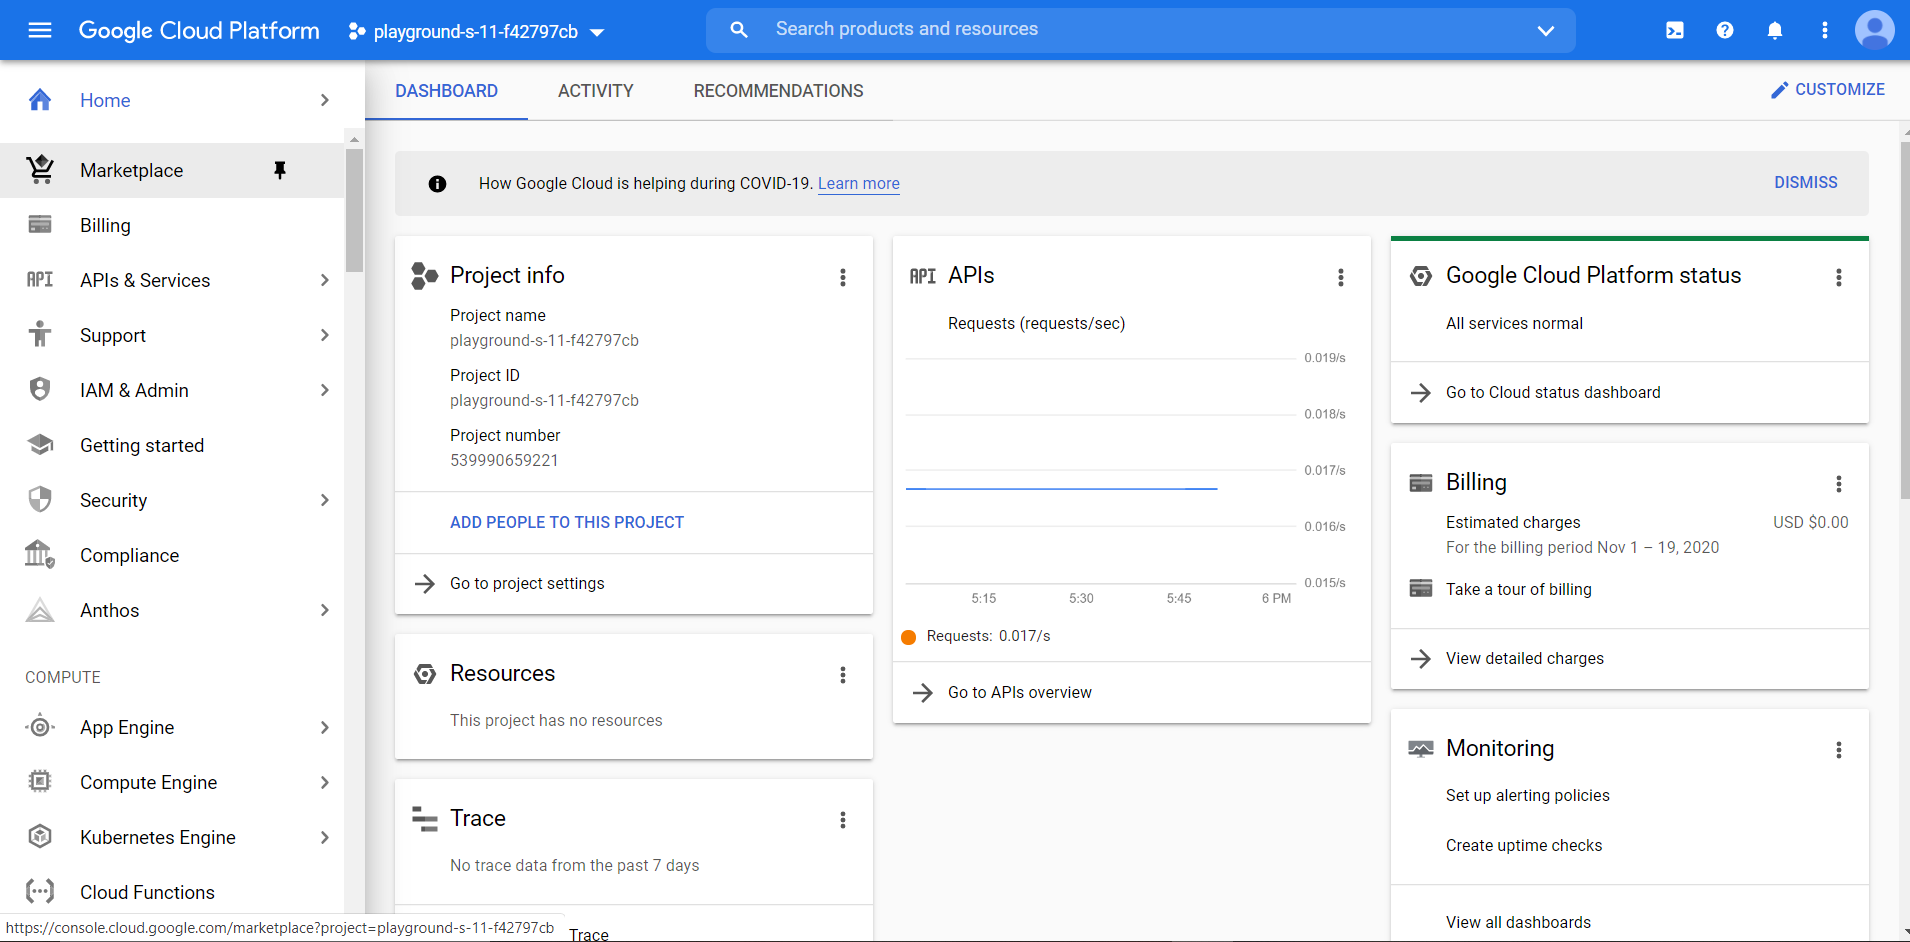 Google Cloud Platform
playground-s-11-f42797cb
Search products and resources
Home
Marketplace
Billing
API
APIs & Services
Support
IAM & Admin
Getting started
Security
Compliance
Anthos
COMPUTE
App Engine
Compute Engine
Kubernetes Engine
Cloud Functions
https://console.cloud.google.com/marketplace?project=playground-s-11-f42797cb
DASHBOARD
ACTIVITY
RECOMMENDATIONS
CUSTOMIZE
How Google Cloud is helping during COVID-19. Learn more
DISMISS
Project info
Project name
playground-s-11-f42797cb
Project ID
playground-s-11-f42797cb
Project number
539990659221
ADD PEOPLE TO THIS PROJECT
Go to project settings
Resources
This project has no resources
Trace
No trace data from the past 7 days
Trace
API APIs
Requests (requests/sec)
0.019/s
0.018/s
0.017/s
0.016/s
0.015/s
5:15 5:30 5:45 6 PM
Requests: 0.017/s
Go to APIs overview
Google Cloud Platform status
All services normal
Go to Cloud status dashboard
Billing
Estimated charges USD $0.00
For the billing period Nov 1 – 19, 2020
Take a tour of billing
View detailed charges
Monitoring
Set up alerting policies
Create uptime checks
View all dashboards